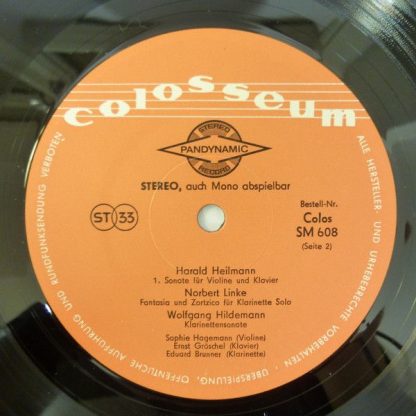 colosseum
STEREO
PANDYNAMIC
RECORD
STEREO, auch Mono abspielbar
ST 33
Bestell-Nr.
Colos
SM 608
(Seite 2)
Harald Heilmann
1. Sonate für Violine und Klavier
Norbert Linke
Fantasia und Zortzico für Klarinette Solo
Wolfgang Hildemann
Klarinettensonate
Sophie Hagemann (Violine)
Ernst Gröschel (Klavier)
Eduard Brunner (Klarinette)
ALLE HERSTELLER- UND URHEBERRECHTE VORBEHALTEN · ÜBERSPIELUNG, ÖFFENTLICHE AUFFÜHRUNG UND RUNDFUNKSENDUNG VERBOTEN